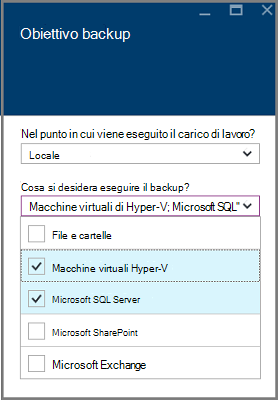 Obiettivo backup
Nel punto in cui viene eseguito il carico di lavoro?
Locale
Cosa si desidera eseguire il backup?
Macchine virtuali di Hyper-V; Microsoft SQL"
File e cartelle
Macchine virtuali Hyper-V
Microsoft SQL Server
Microsoft SharePoint
Microsoft Exchange